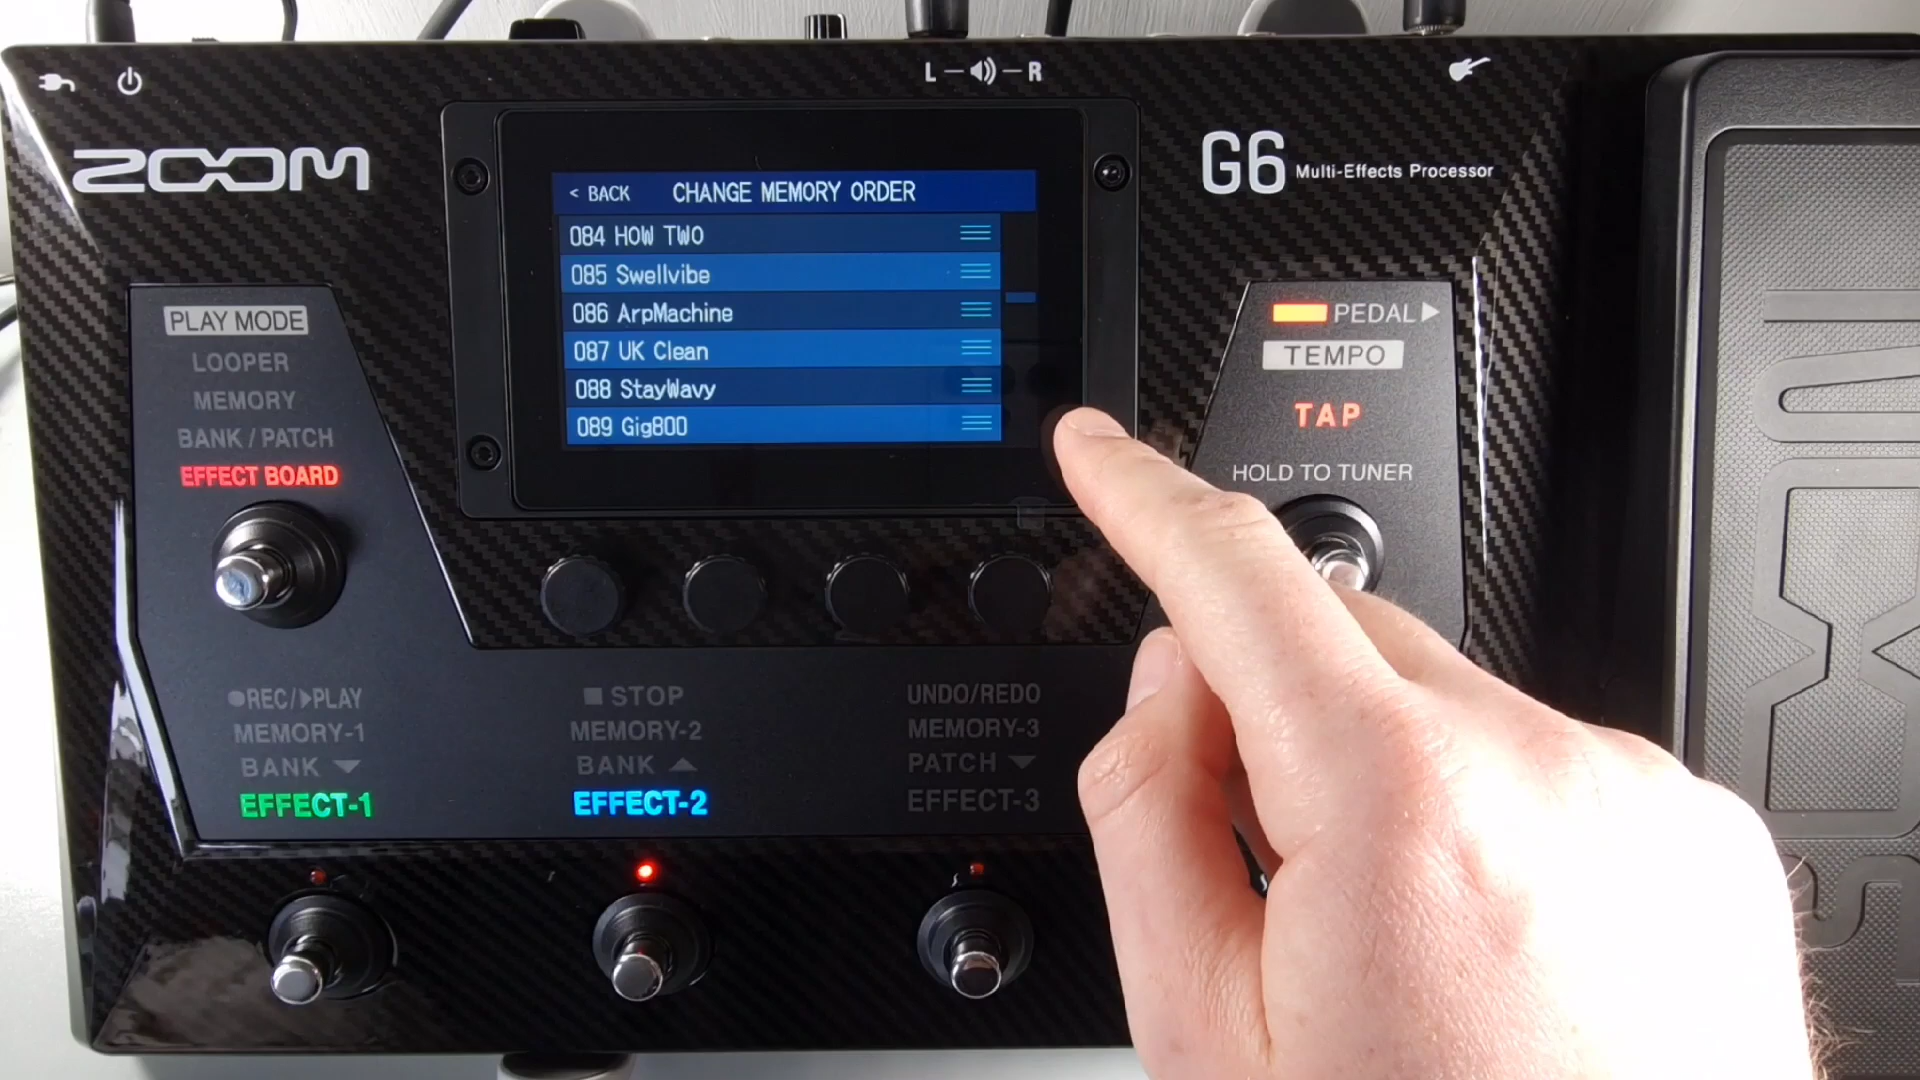 L R
ZOOM
G6 Multi-Effects Processor
< BACK CHANGE MEMORY ORDER
084 HOW TWO
085 Swellvibe
086 ArpMachine
087 UK Clean
088 StayWavy
089 Gig800
PLAY MODE
LOOPER
MEMORY
BANK / PATCH
EFFECT BOARD
PEDAL
TEMPO
TAP
HOLD TO TUNER
REC/PLAY
MEMORY-1
BANK
EFFECT-1
STOP
MEMORY-2
BANK
EFFECT-2
UNDO/REDO
MEMORY-3
PATCH
EFFECT-3